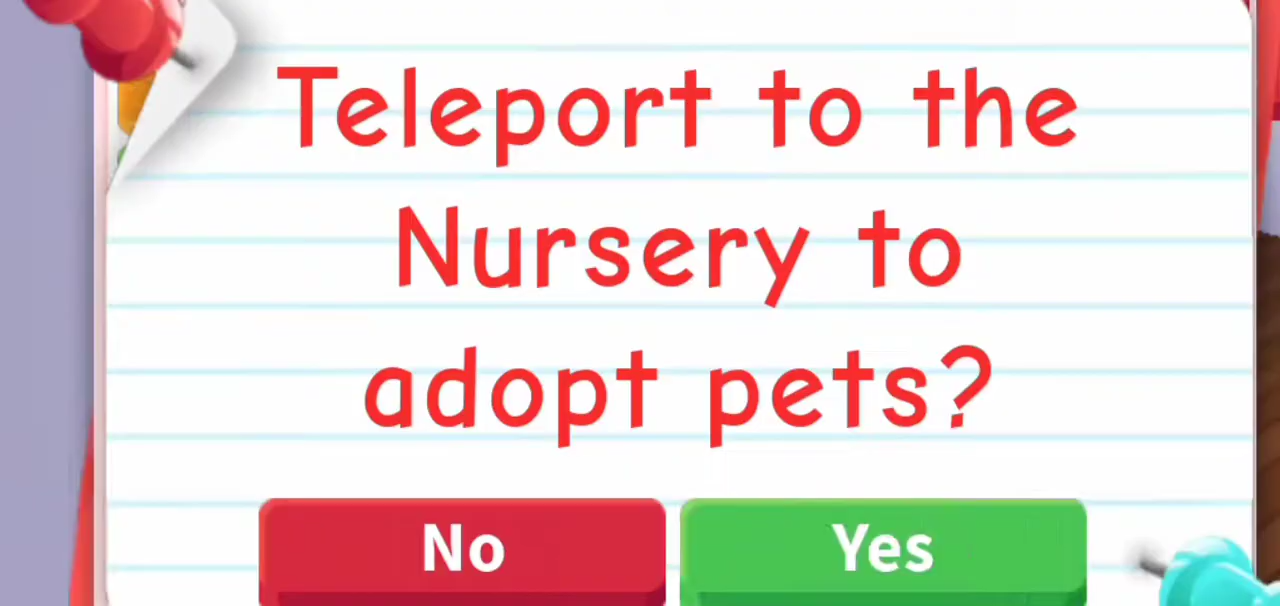 Teleport to the
Nursery to
adopt pets?
No Yes